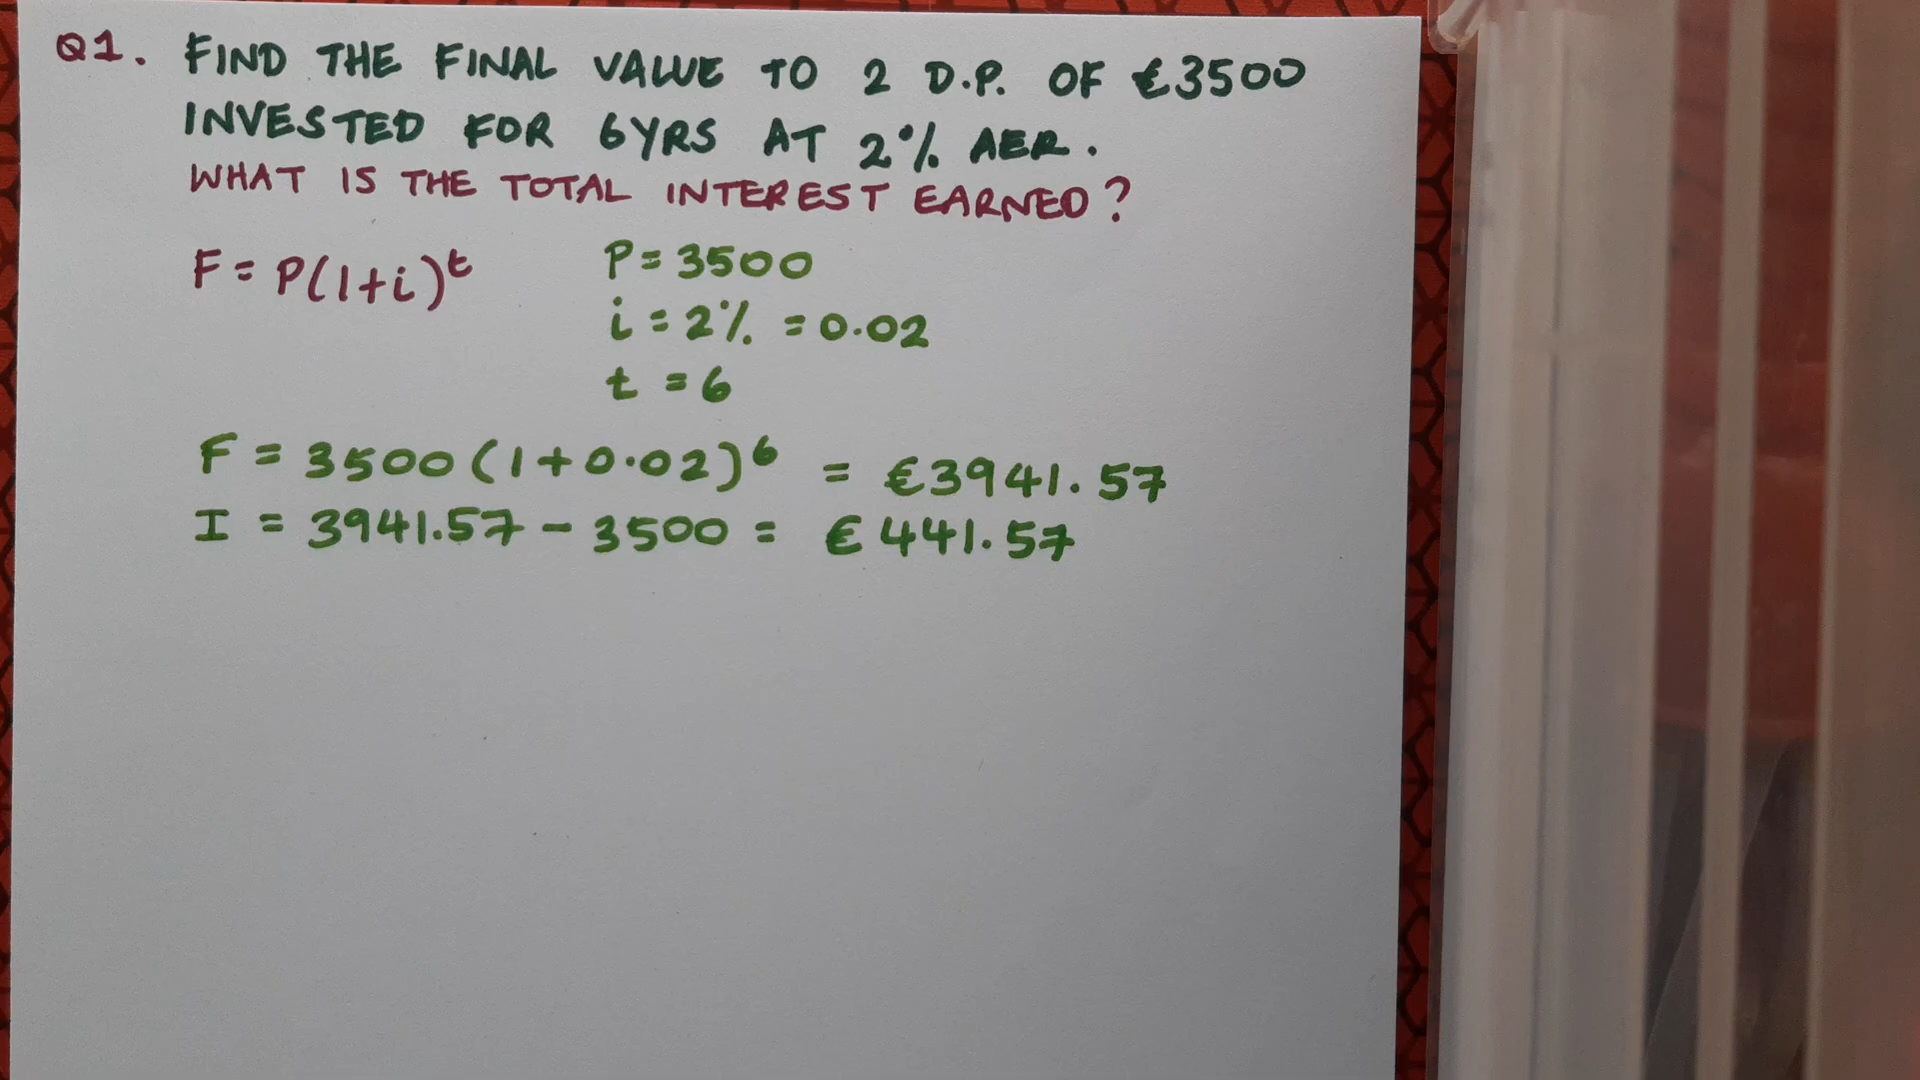 Q1. FIND THE FINAL VALUE TO 2 D.P. OF €3500
INVESTED FOR 6YRS AT 2% AER.
WHAT IS THE TOTAL INTEREST EARNED?
F = P(1+i)^t P = 3500
i = 2% = 0.02
t = 6
F = 3500(1+0.02)^6 = €3941.57
I = 3941.57 - 3500 = €441.57